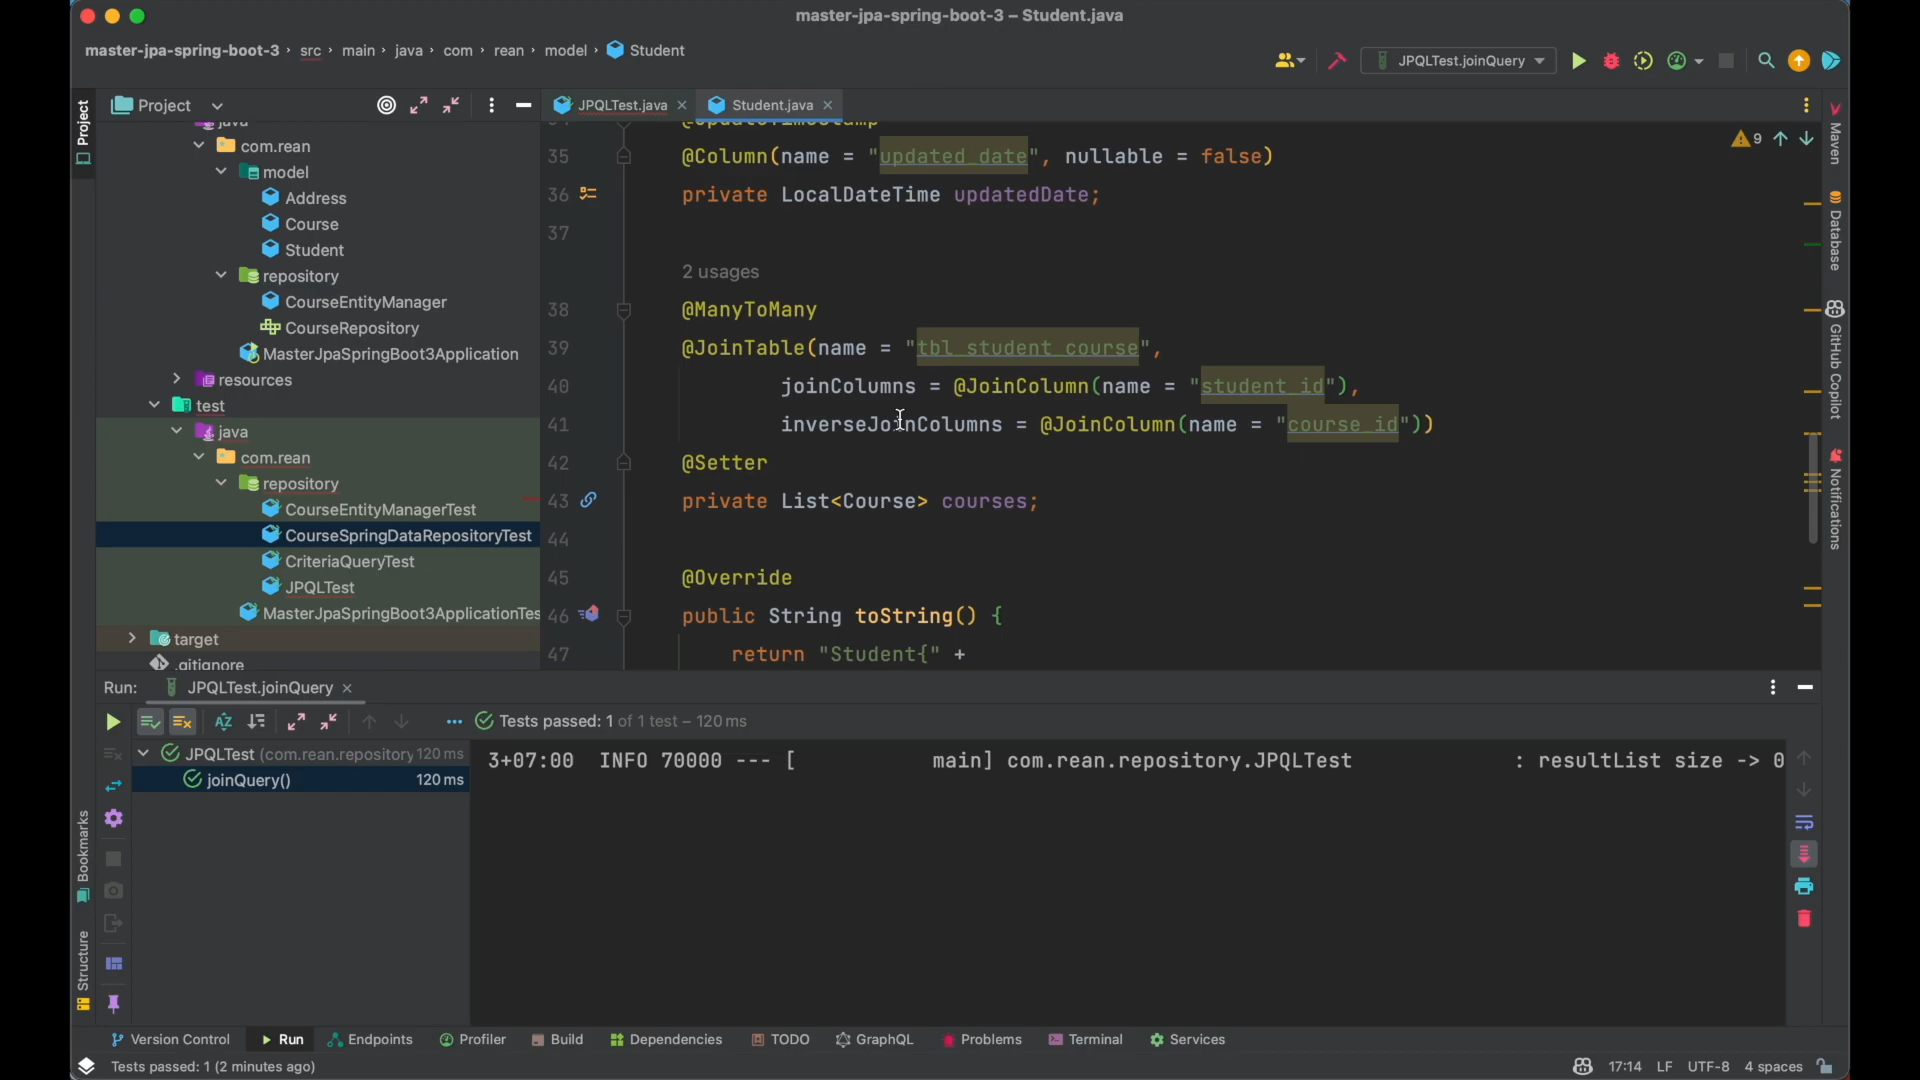 master-jpa-spring-boot-3 – Student.java
master-jpa-spring-boot-3 › src › main › java › com › rean › model › Student
JPQLTest.joinQuery
Project
JPQLTest.java
Student.java
java
com.rean
model
Address
Course
Student
repository
CourseEntityManager
CourseRepository
MasterJpaSpringBoot3Application
resources
test
java
com.rean
repository
CourseEntityManagerTest
CourseSpringDataRepositoryTest
CriteriaQueryTest
JPQLTest
MasterJpaSpringBoot3ApplicationTes
target
.gitignore
9
@UpdateTimestamp
35 @Column(name = "updated_date", nullable = false)
36 private LocalDateTime updatedDate;
37
2 usages
38 @ManyToMany
39 @JoinTable(name = "tbl_student_course",
40 joinColumns = @JoinColumn(name = "student_id"),
41 inverseJoinColumns = @JoinColumn(name = "course_id"))
42 @Setter
43 private List<Course> courses;
44
45 @Override
46 public String toString() {
47 return "Student{" +
Project
Bookmarks
Structure
Maven
Database
GitHub Copilot
Notifications
Run: JPQLTest.joinQuery
Tests passed: 1 of 1 test – 120 ms
JPQLTest (com.rean.repository 120 ms
joinQuery() 120 ms
3+07:00 INFO 70000 --- [ main] com.rean.repository.JPQLTest : resultList size -> 0
Version Control Run Endpoints Profiler Build Dependencies TODO GraphQL Problems Terminal Services
Tests passed: 1 (2 minutes ago)
17:14 LF UTF-8 4 spaces